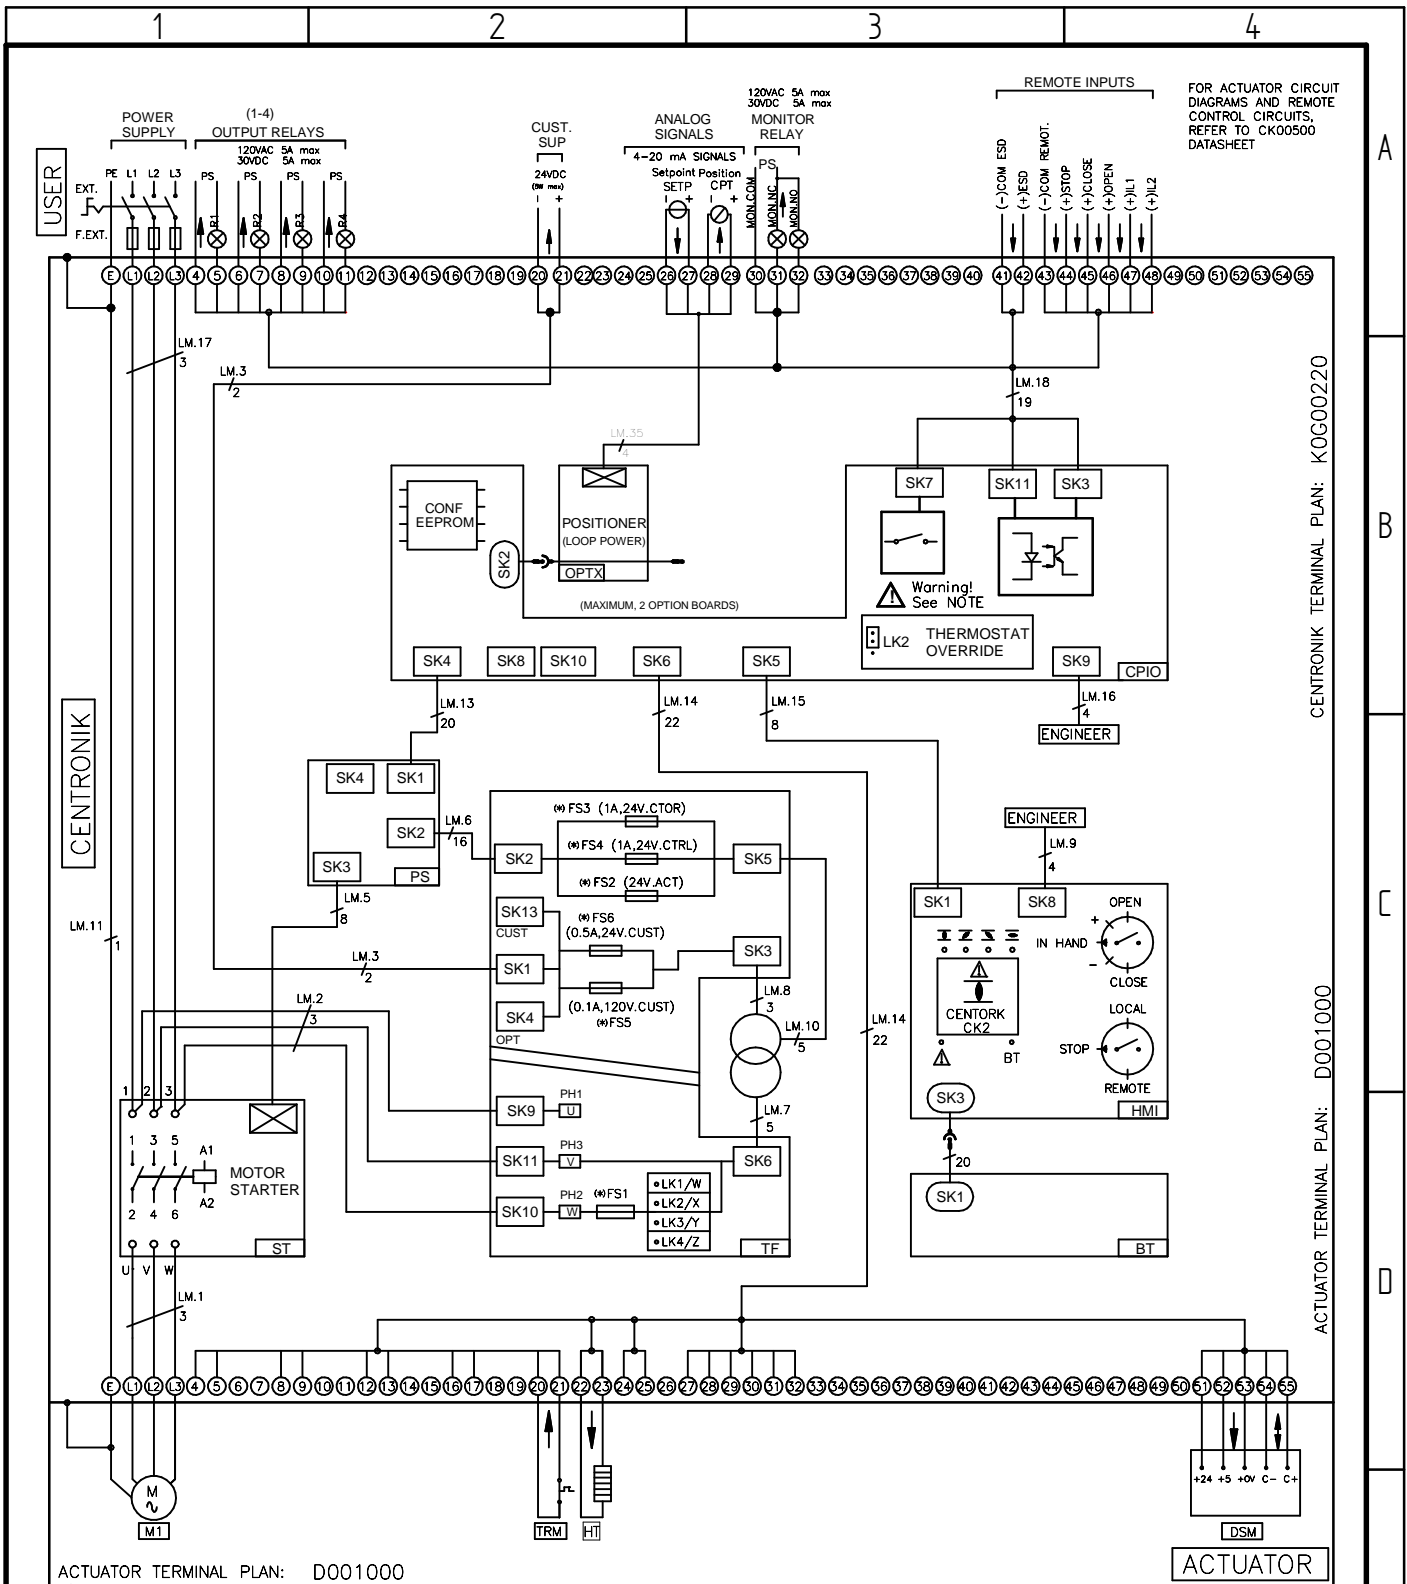 1 2 3 4
A
B
C
D
USER
POWER
SUPPLY
PE L1 L2 L3
EXT.
F.EXT.
(1-4)
OUTPUT RELAYS
120VAC 5A max
30VDC 5A max
PS PS PS PS
R1 R2 R3 R4
CUST.
SUP
24VDC
(5W max)
- +
ANALOG
SIGNALS
4-20 mA SIGNALS
Setpoint Position
SETP CPT
- + - +
120VAC 5A max
30VDC 5A max
MONITOR
RELAY
PS
MON.COM
MON.NC
MON.NO
REMOTE INPUTS
(-)COM ESD
(+)ESD
(-)COM REMOT.
(+)STOP
(+)CLOSE
(+)OPEN
(+)IL1
(+)IL2
FOR ACTUATOR CIRCUIT
DIAGRAMS AND REMOTE
CONTROL CIRCUITS,
REFER TO CK00500
DATASHEET
E L1 L2 L3 4 5 6 7 8 9 10 11 12 13 14 15 16 17 18 19 20 21 22 23 24 25 26 27 28 29 30 31 32 33 34 35 36 37 38 39 40 41 42 43 44 45 46 47 48 49 50 51 52 53 54 55
LM.17
3
LM.3
2
LM.35
4
LM.18
19
CENTRONIK TERMINAL PLAN: K0G00220
CONF
EEPROM
SK2
POSITIONER
(LOOP POWER)
OPTX
(MAXIMUM, 2 OPTION BOARDS)
SK7 SK11 SK3
Warning!
See NOTE
LK2
THERMOSTAT
OVERRIDE
SK4 SK8 SK10 SK6 SK5 SK9
CPIO
LM.13
20
LM.14
22
LM.15
8
LM.16
4
ENGINEER
CENTRONIK
SK4 SK1
SK2
SK3
PS
LM.6
16
LM.5
8
LM.11
1
LM.3
2
LM.2
3
(*) FS3 (1A,24V.CTOR)
(*)FS4 (1A,24V.CTRL)
(*)FS2 (24V.ACT)
SK2 SK5
SK13
CUST
(*)FS6
(0.5A,24V.CUST)
SK1 SK3
SK4
OPT
(0.1A,120V.CUST)
(*)FS5
LM.8
3
LM.10
5
LM.7
5
SK9
PH1
U
SK11
PH3
V
SK6
SK10
PH2
W
(*)FS1
LK1/W
LK2/X
LK3/Y
LK4/Z
TF
LM.14
22
ENGINEER
LM.9
4
SK1 SK8
OPEN
+
IN HAND
-
CLOSE
CENTORK
CK2
BT
LOCAL
STOP
REMOTE
SK3
HMI
20
SK1
BT
ACTUATOR TERMINAL PLAN: D001000
1 2 3
1 3 5
A1
A2
MOTOR
STARTER
2 4 6
ST
U V W
LM.1
3
E L1 L2 L3 4 5 6 7 8 9 10 11 12 13 14 15 16 17 18 19 20 21 22 23 24 25 26 27 28 29 30 31 32 33 34 35 36 37 38 39 40 41 42 43 44 45 46 47 48 49 50 51 52 53 54 55
M
M1
TRM
HT
+24 +5 +0V C- C+
DSM
ACTUATOR TERMINAL PLAN: D001000
ACTUATOR